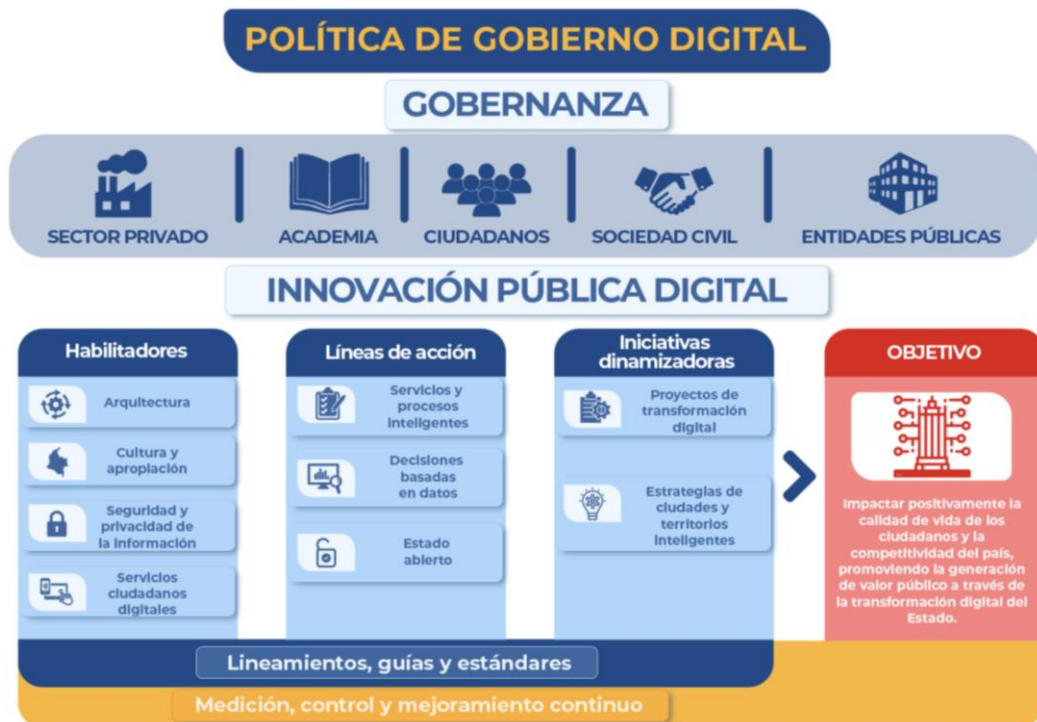 POLÍTICA DE GOBIERNO DIGITAL
GOBERNANZA
SECTOR PRIVADO
ACADEMIA
CIUDADANOS
SOCIEDAD CIVIL
ENTIDADES PÚBLICAS
INNOVACIÓN PÚBLICA DIGITAL
Habilitadores
Arquitectura
Cultura y
apropiación
Seguridad y
privacidad de
la información
Servicios
ciudadanos
digitales
Líneas de acción
Servicios y
procesos
inteligentes
Decisiones
basadas
en datos
Estado
abierto
Iniciativas
dinamizadoras
Proyectos de
transformación
digital
Estrategias de
ciudades y
territorios
inteligentes
OBJETIVO
Impactar positivamente la
calidad de vida de los
ciudadanos y la
competitividad del país,
promoviendo la generación
de valor público a través de
la transformación digital del
Estado.
Lineamientos, guías y estándares
Medición, control y mejoramiento continuo